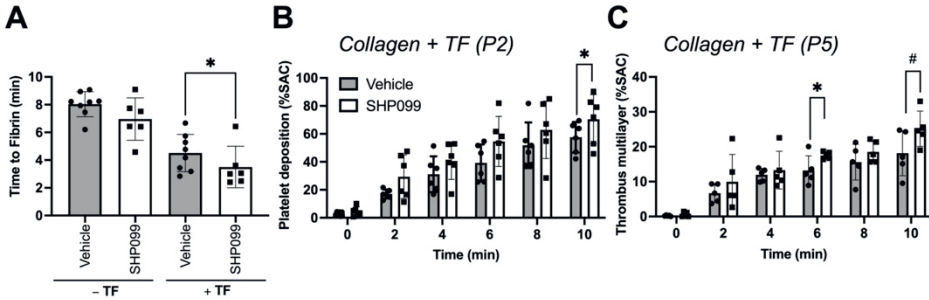 A
Time to Fibrin (min)
10
8
6
4
2
0
*
Vehicle
SHP099
Vehicle
SHP099
– TF
+ TF
B
Collagen + TF (P2)
Platelet deposition (%SAC)
100
80
60
40
20
0
Vehicle
SHP099
*
0 2 4 6 8 10
Time (min)
C
Collagen + TF (P5)
Thrombus multilayer (%SAC)
40
30
20
10
0
*
#
0 2 4 6 8 10
Time (min)